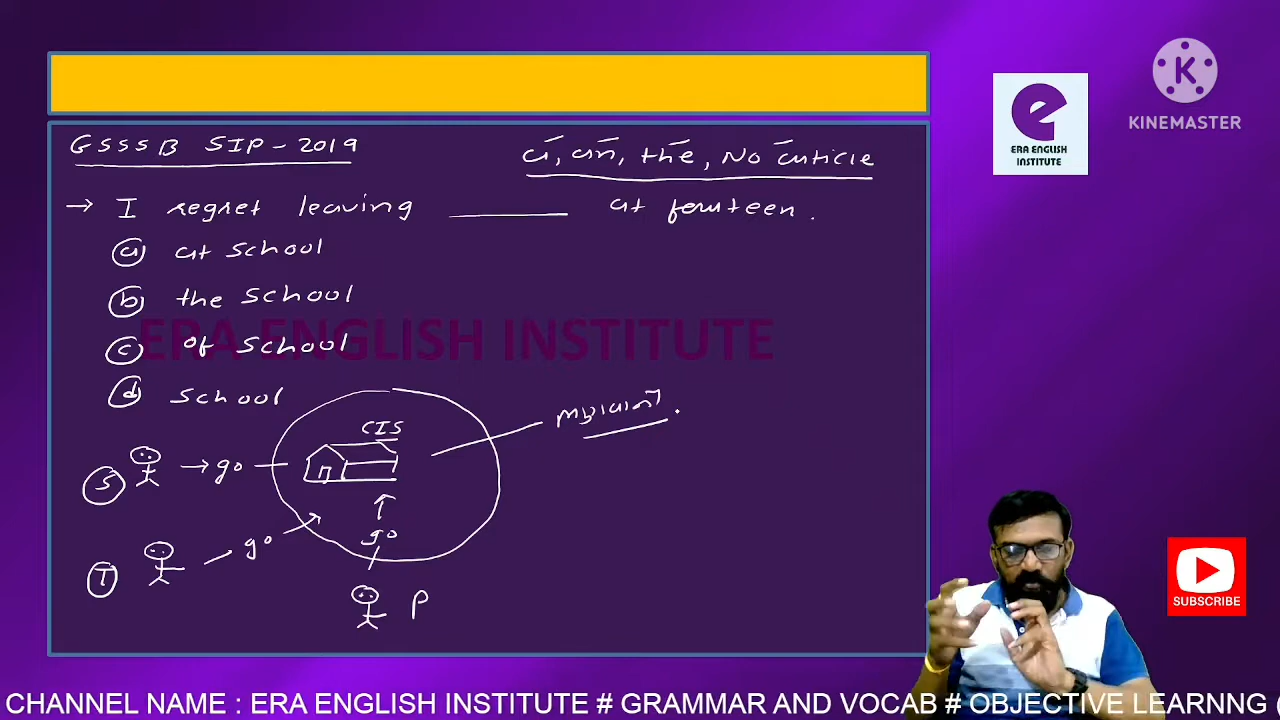 GSSSB SIP - 2019
a, an, the, No article
→ I regret leaving ______ at fourteen.
(a) at school
(b) the school
(c) of school
(d) school
ERA ENGLISH INSTITUTE
CIS
S → go
go
T go
P
e
ERA ENGLISH
INSTITUTE
K
KINEMASTER
SUBSCRIBE
CHANNEL NAME : ERA ENGLISH INSTITUTE # GRAMMAR AND VOCAB # OBJECTIVE LEARNNG (